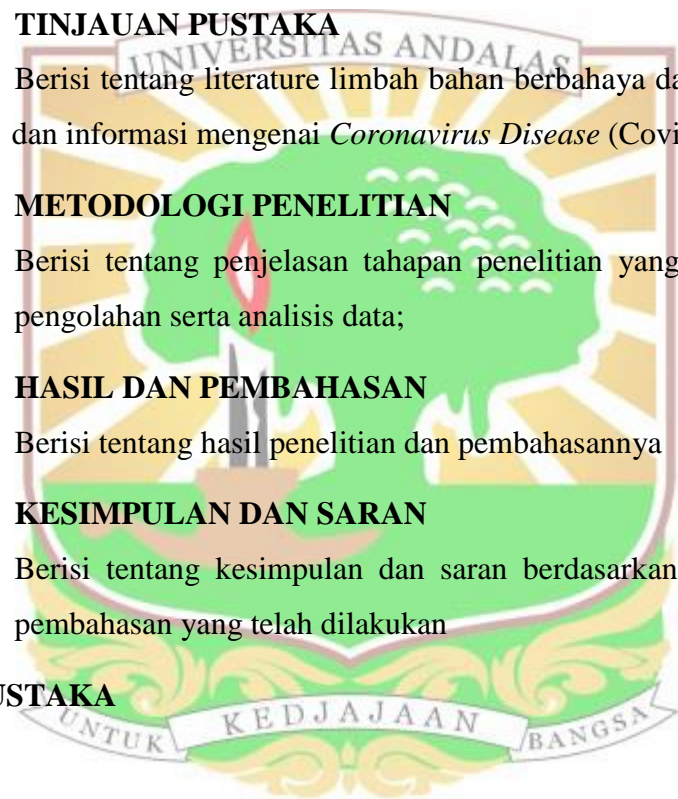 TINJAUAN PUSTAKA
UNIVERSITAS ANDALAS
Berisi tentang literature limbah bahan berbahaya da
dan informasi mengenai Coronavirus Disease (Covi
METODOLOGI PENELITIAN
Berisi tentang penjelasan tahapan penelitian yang
pengolahan serta analisis data;
HASIL DAN PEMBAHASAN
Berisi tentang hasil penelitian dan pembahasannya
KESIMPULAN DAN SARAN
Berisi tentang kesimpulan dan saran berdasarkan
pembahasan yang telah dilakukan
USTAKA
UNTUK KEDJAJAAN BANGSA